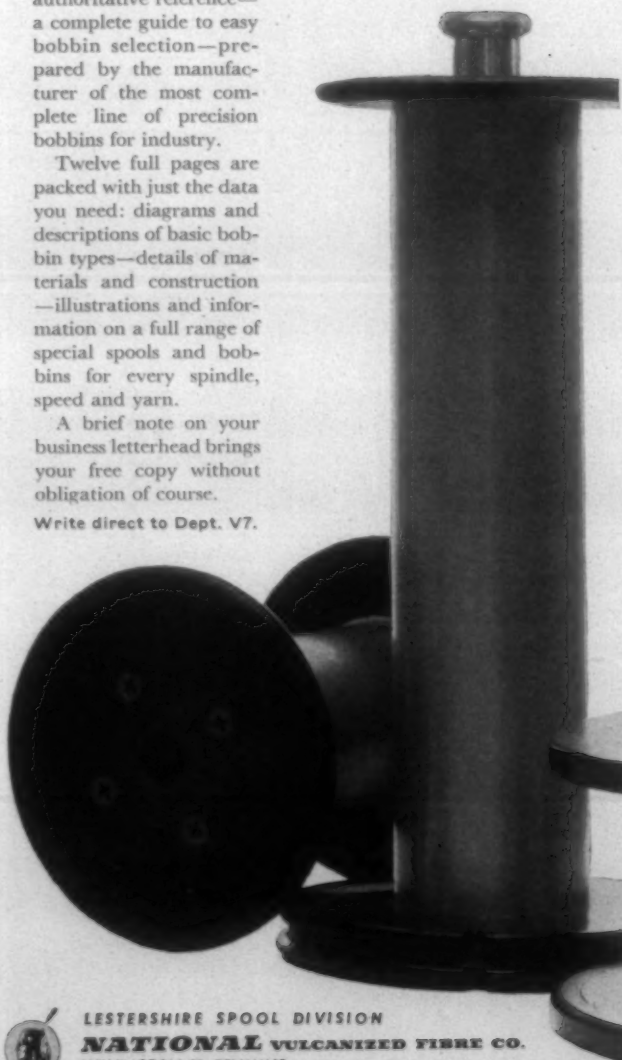 authoritative reference—
a complete guide to easy
bobbin selection—pre-
pared by the manufac-
turer of the most com-
plete line of precision
bobbins for industry.
Twelve full pages are
packed with just the data
you need: diagrams and
descriptions of basic bob-
bin types—details of ma-
terials and construction
—illustrations and infor-
mation on a full range of
special spools and bob-
bins for every spindle,
speed and yarn.
A brief note on your
business letterhead brings
your free copy without
obligation of course.
Write direct to Dept. V7.
LESTERSHIRE SPOOL DIVISION
NATIONAL VULCANIZED FIBRE CO.